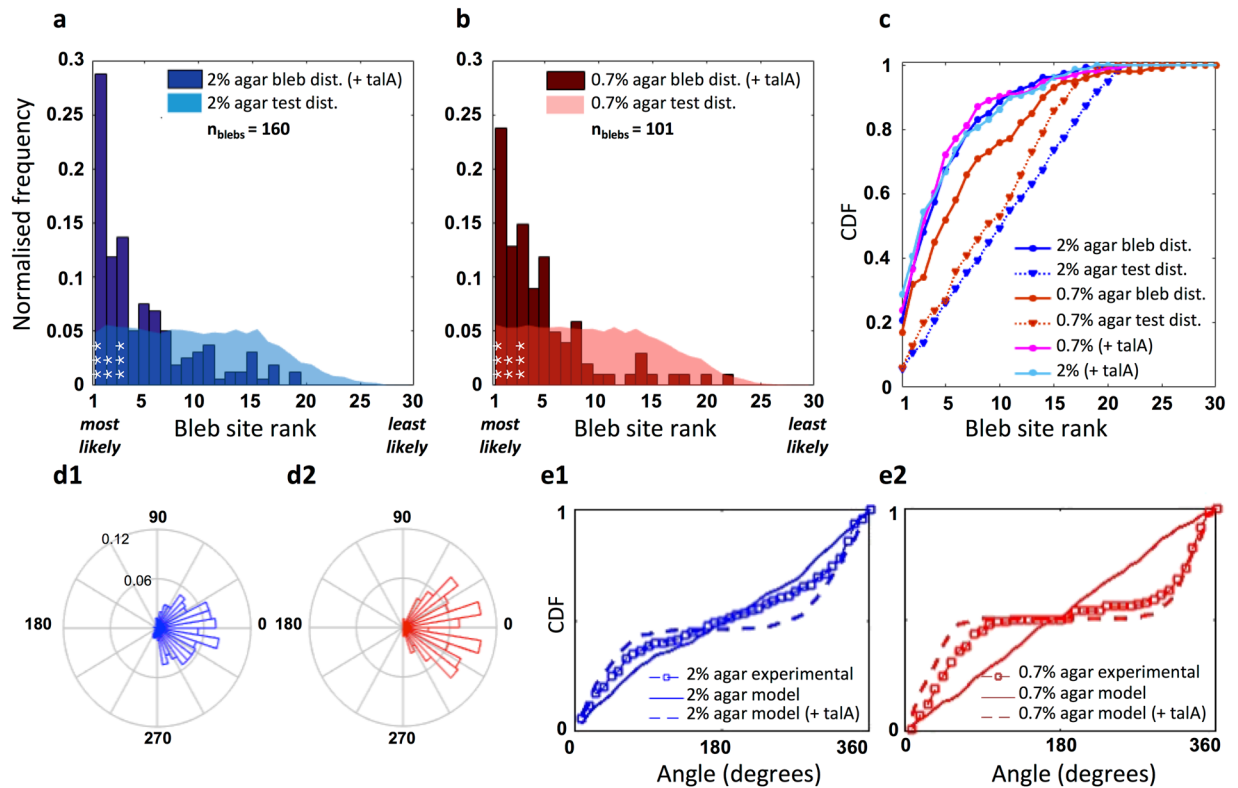 a
0.3
0.25
0.2
0.15
0.1
0.05
0
Normalised frequency
2% agar bleb dist. (+ talA)
2% agar test dist.
nblebs = 160
***
***
***
1 5 10 15 20 25 30
most likely
Bleb site rank
least likely
b
0.3
0.25
0.2
0.15
0.1
0.05
0
0.7% agar bleb dist. (+ talA)
0.7% agar test dist.
nblebs = 101
***
***
***
1 5 10 15 20 25 30
most likely
Bleb site rank
least likely
c
1
0.8
0.6
0.4
0.2
0
CDF
2% agar bleb dist.
2% agar test dist.
0.7% agar bleb dist.
0.7% agar test dist.
0.7% (+ talA)
2% (+ talA)
1 5 10 15 20 25 30
Bleb site rank
d1
90
0.12
0.06
180
0
270
d2
90
180
0
270
e1
1
CDF
0
2% agar experimental
2% agar model
2% agar model (+ talA)
0 180 360
Angle (degrees)
e2
1
0
0.7% agar experimental
0.7% agar model
0.7% agar model (+ talA)
0 180 360
Angle (degrees)